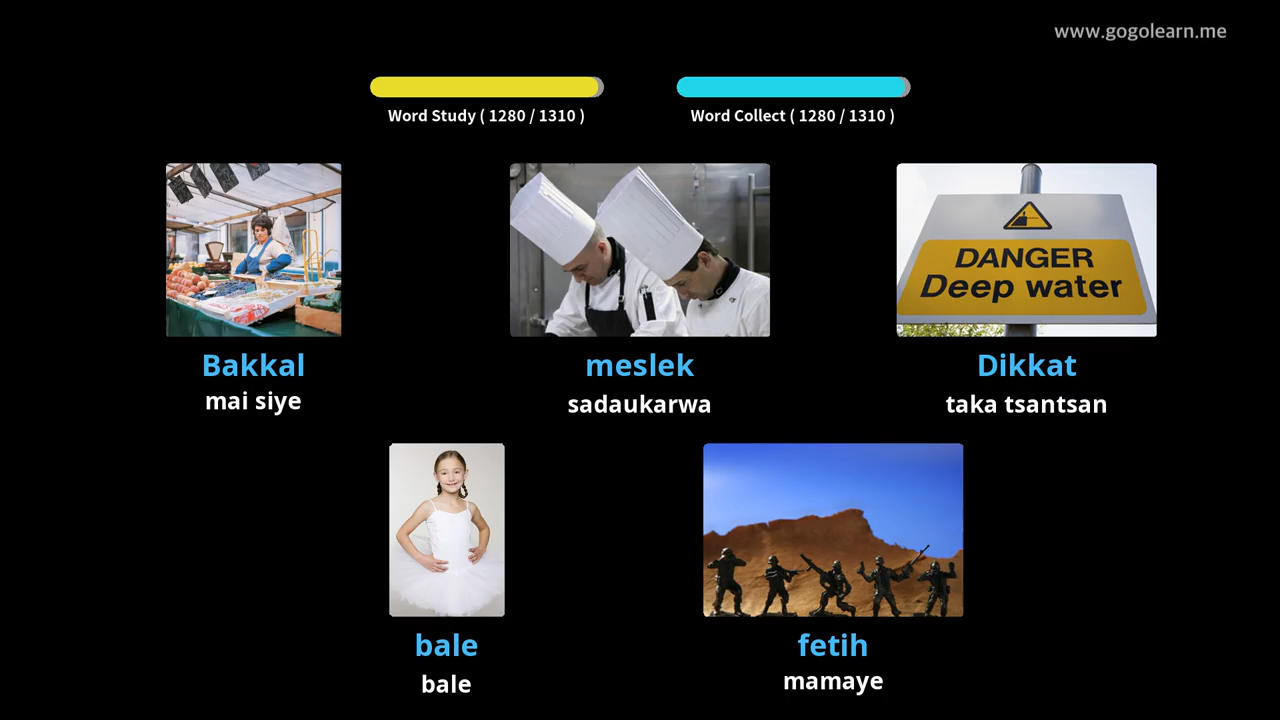 www.gogolearn.me
Word Study ( 1280 / 1310 )
Word Collect ( 1280 / 1310 )
DANGER
Deep water
Bakkal
mai siye
meslek
sadaukarwa
Dikkat
taka tsantsan
bale
bale
fetih
mamaye